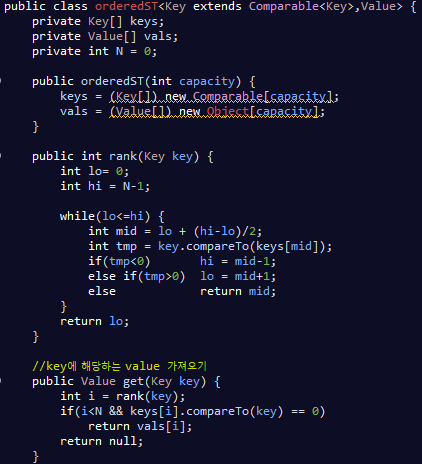 public class orderedST<Key extends Comparable<Key>,Value> {
    private Key[] keys;
    private Value[] vals;
    private int N = 0;

    public orderedST(int capacity) {
        keys = (Key[]) new Comparable[capacity];
        vals = (Value[]) new Object[capacity];
    }

    public int rank(Key key) {
        int lo= 0;
        int hi = N-1;

        while(lo<=hi) {
            int mid = lo + (hi-lo)/2;
            int tmp = key.compareTo(keys[mid]);
            if(tmp<0)       hi = mid-1;
            else if(tmp>0)  lo = mid+1;
            else            return mid;
        }
        return lo;
    }

    //key에 해당하는 value 가져오기
    public Value get(Key key) {
        int i = rank(key);
        if(i<N && keys[i].compareTo(key) == 0)
            return vals[i];
        return null;
    }